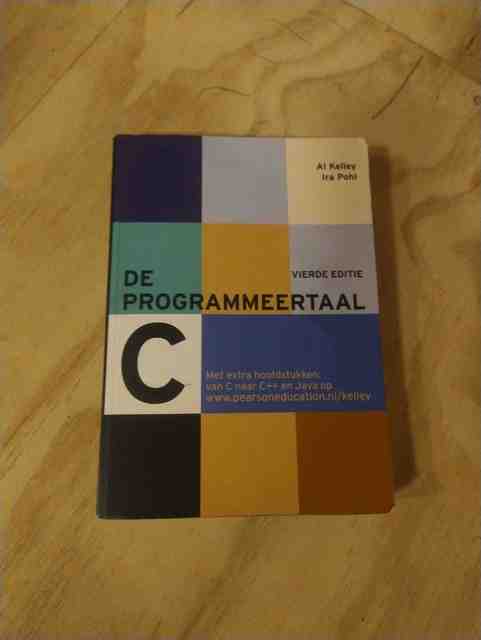 Al Kelley
Ira Pohl
VIERDE EDITIE
DE
PROGRAMMEERTAAL
C
Met extra hoofdstukken:
van C naar C++ en Java op
www.pearsoneducation.nl/kelley